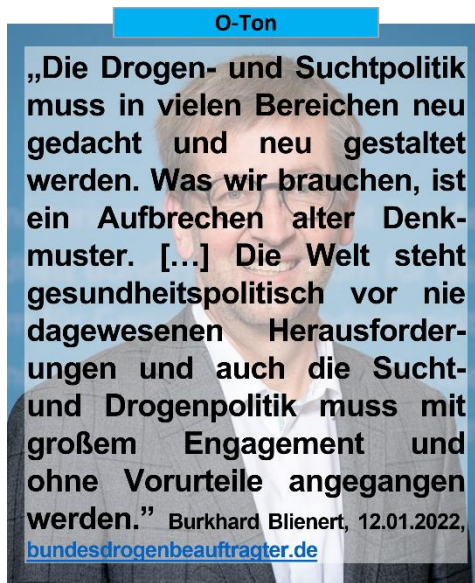 O-Ton
„Die Drogen- und Suchtpolitik
muss in vielen Bereichen neu
gedacht und neu gestaltet
werden. Was wir brauchen, ist
ein Aufbrechen alter Denk-
muster. [...] Die Welt steht
gesundheitspolitisch vor nie
dagewesenen Herausforder-
ungen und auch die Sucht-
und Drogenpolitik muss mit
großem Engagement und
ohne Vorurteile angegangen
werden.” Burkhard Blienert, 12.01.2022,
bundesdrogenbeauftragter.de